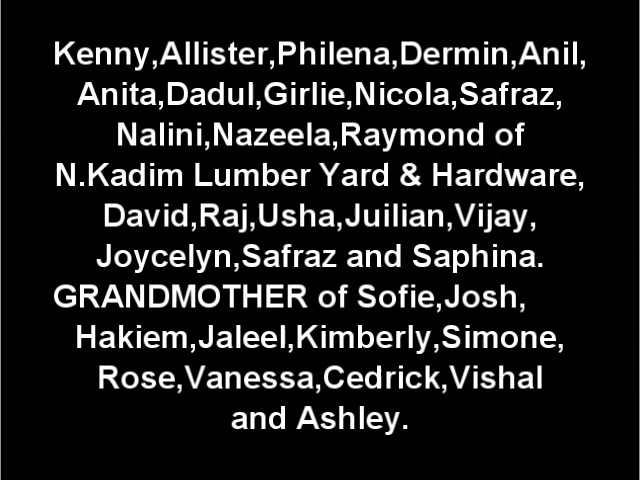 Kenny,Allister,Philena,Dermin,Anil,
Anita,Dadul,Girlie,Nicola,Safraz,
Nalini,Nazeela,Raymond of
N.Kadim Lumber Yard & Hardware,
David,Raj,Usha,Juilian,Vijay,
Joycelyn,Safraz and Saphina.
GRANDMOTHER of Sofie,Josh,
Hakiem,Jaleel,Kimberly,Simone,
Rose,Vanessa,Cedrick,Vishal
and Ashley.